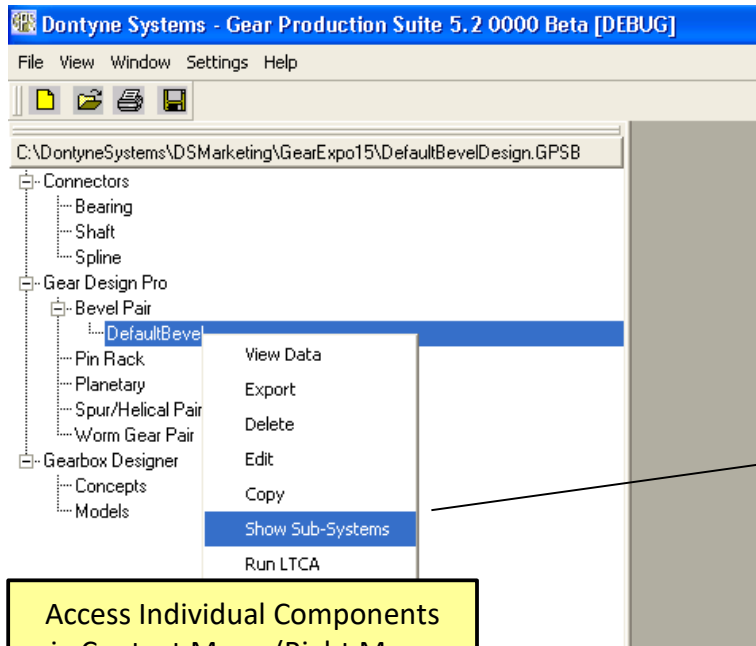 Dontyne Systems - Gear Production Suite 5.2 0000 Beta [DEBUG]
File View Window Settings Help
C:\DontyneSystems\DSMarketing\GearExpo15\DefaultBevelDesign.GPSB
Connectors
Bearing
Shaft
Spline
Gear Design Pro
Bevel Pair
DefaultBevel
Pin Rack
Planetary
Spur/Helical Pair
Worm Gear Pair
Gearbox Designer
Concepts
Models
View Data
Export
Delete
Edit
Copy
Show Sub-Systems
Run LTCA
Access Individual Components